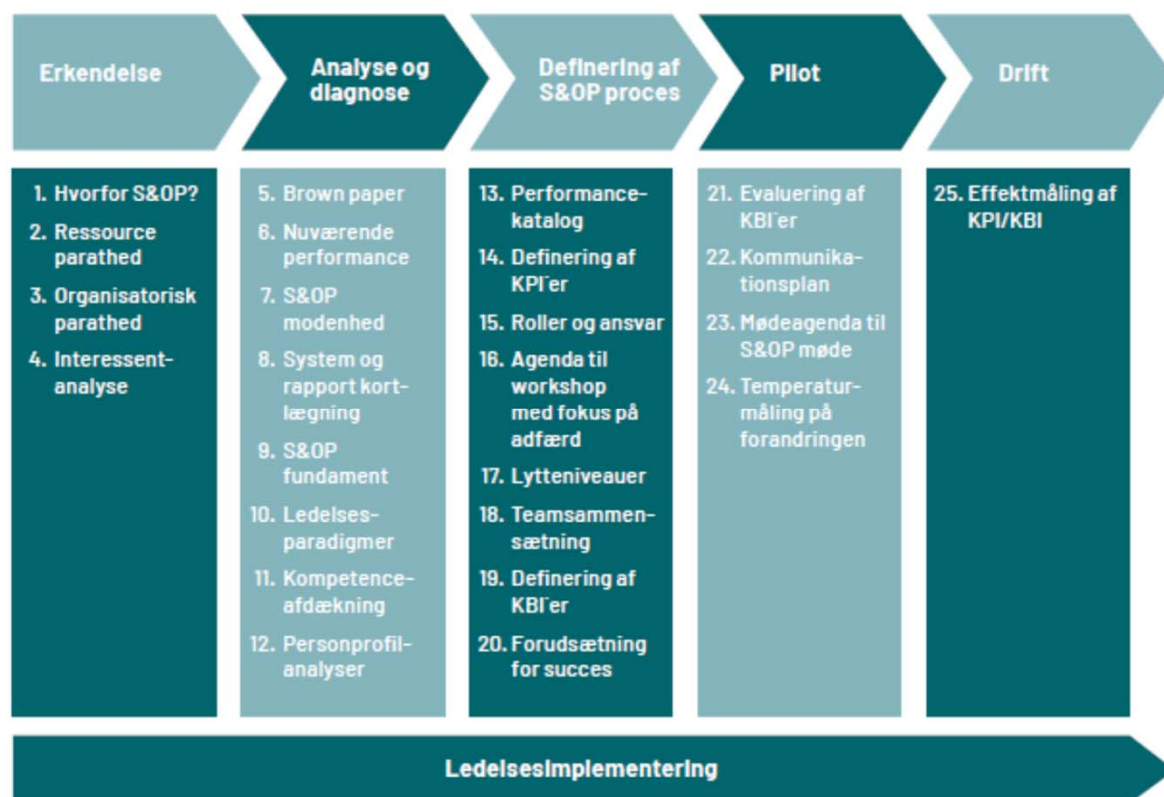 Erkendelse
Analyse og
diagnose
Definering af
S&OP proces
Pilot
Drift
1. Hvorfor S&OP?
2. Ressource
parathed
3. Organisatorisk
parathed
4. Interessent-
analyse
5. Brown paper
6. Nuværende
performance
7. S&OP
modenhed
8. System og
rapport kort-
lægning
9. S&OP
fundament
10. Ledelses-
paradigmer
11. Kompetence-
afdækning
12. Personprofil-
analyser
13. Performance-
katalog
14. Definering af
KPI'er
15. Roller og ansvar
16. Agenda til
workshop
med fokus på
adfærd
17. Lytteniveauer
18. Teamsammen-
sætning
19. Definering af
KBI'er
20. Forudsætning
for succes
21. Evaluering af
KBI'er
22. Kommunika-
tionsplan
23. Mødeagenda til
S&OP møde
24. Temperatur-
måling på
forandringen
25. Effektmåling af
KPI/KBI
Ledelsesimplementering